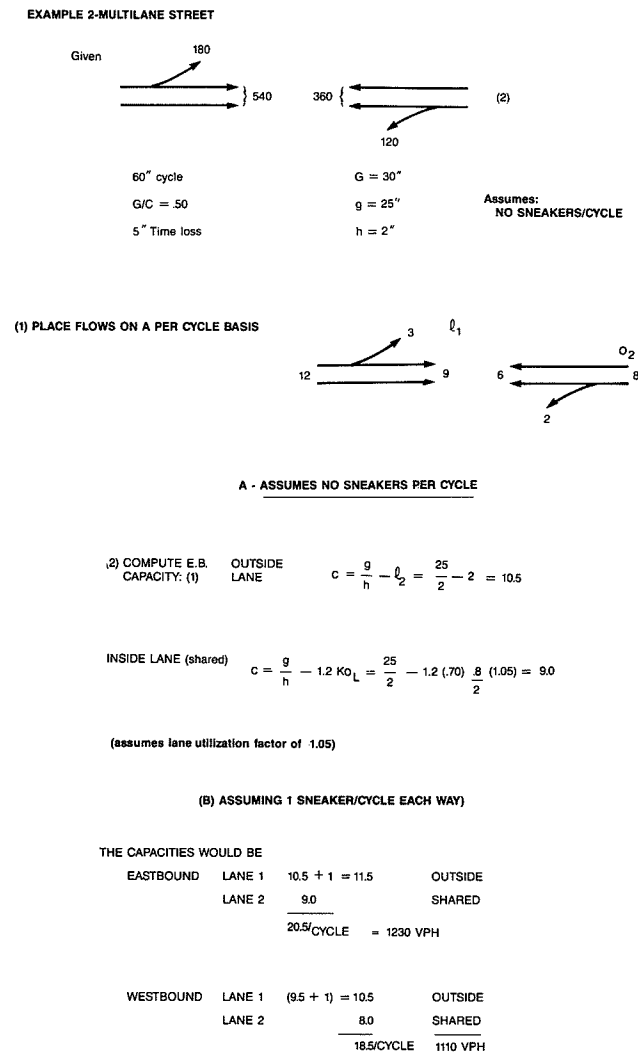 EXAMPLE 2-MULTILANE STREET
Given
180
540
360
(2)
120
60" cycle
G = 30"
G/C = .50
g = 25"
Assumes:
NO SNEAKERS/CYCLE
5" Time loss
h = 2"
(1) PLACE FLOWS ON A PER CYCLE BASIS
3
ℓ1
O2
12
9
6
8
2
A - ASSUMES NO SNEAKERS PER CYCLE
(2) COMPUTE E.B. OUTSIDE
CAPACITY: (1) LANE
c = g/h − ℓ2 = 25/2 − 2 = 10.5
INSIDE LANE (shared)
c = g/h − 1.2 KoL = 25/2 − 1.2 (.70) .8/2 (1.05) = 9.0
(assumes lane utilization factor of 1.05)
(B) ASSUMING 1 SNEAKER/CYCLE EACH WAY)
THE CAPACITIES WOULD BE
EASTBOUND LANE 1 10.5 + 1 = 11.5 OUTSIDE
LANE 2 9.0 SHARED
20.5/CYCLE = 1230 VPH
WESTBOUND LANE 1 (9.5 + 1) = 10.5 OUTSIDE
LANE 2 8.0 SHARED
18.5/CYCLE 1110 VPH